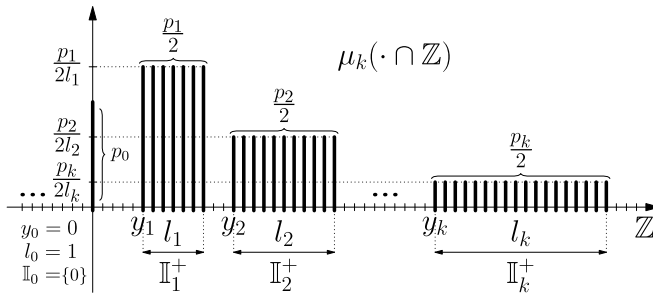 μ_k(· ∩ ℤ)
p_1/2l_1
p_1/2
p_2/2l_2
p_0
p_2/2
p_k/2l_k
p_k/2
...
...
y_0 = 0
l_0 = 1
𝕀_0 ={0}
y_1 l_1 y_2 l_2 y_k l_k ℤ
𝕀_1^+ 𝕀_2^+ 𝕀_k^+